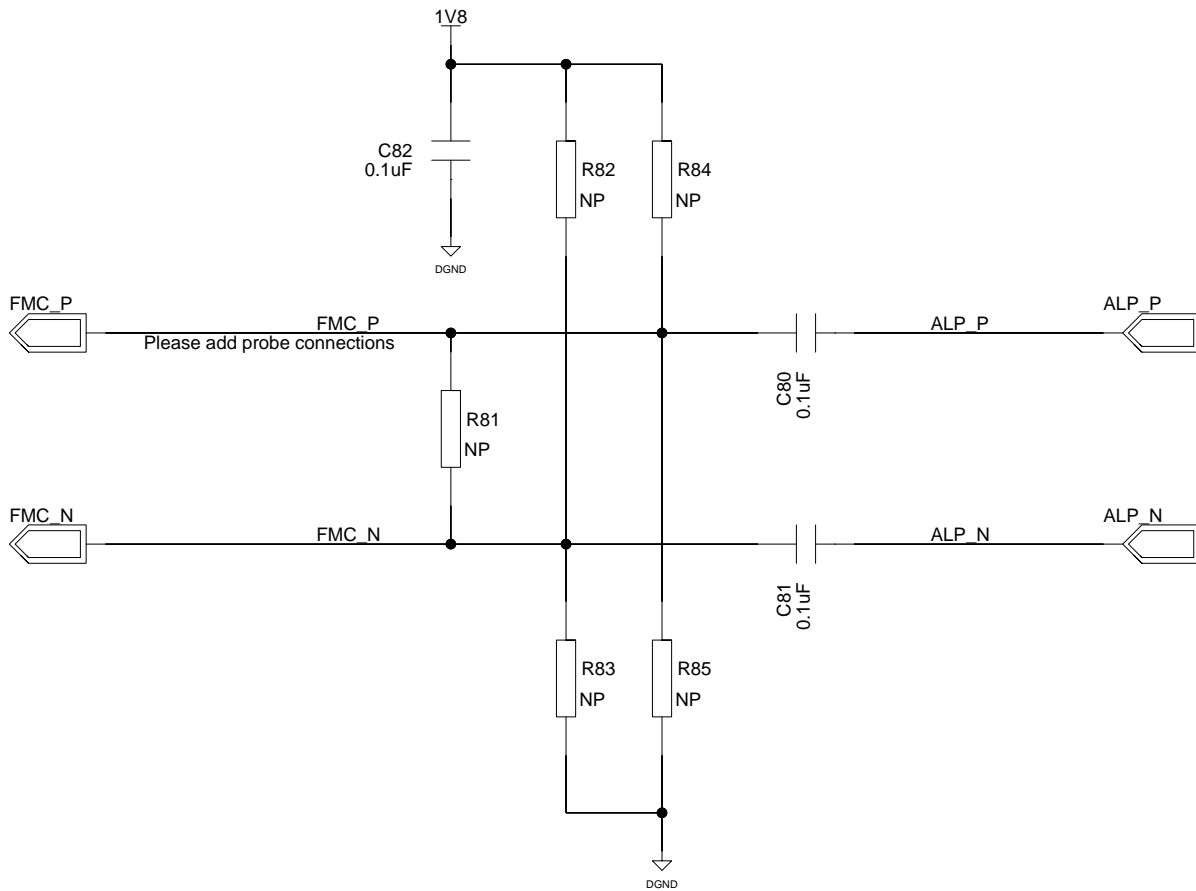 1V8
C82
0.1uF
R82
NP
R84
NP
DGND
FMC_P
FMC_P
Please add probe connections
ALP_P
ALP_P
C80
0.1uF
R81
NP
FMC_N
FMC_N
ALP_N
ALP_N
C81
0.1uF
R83
NP
R85
NP
DGND